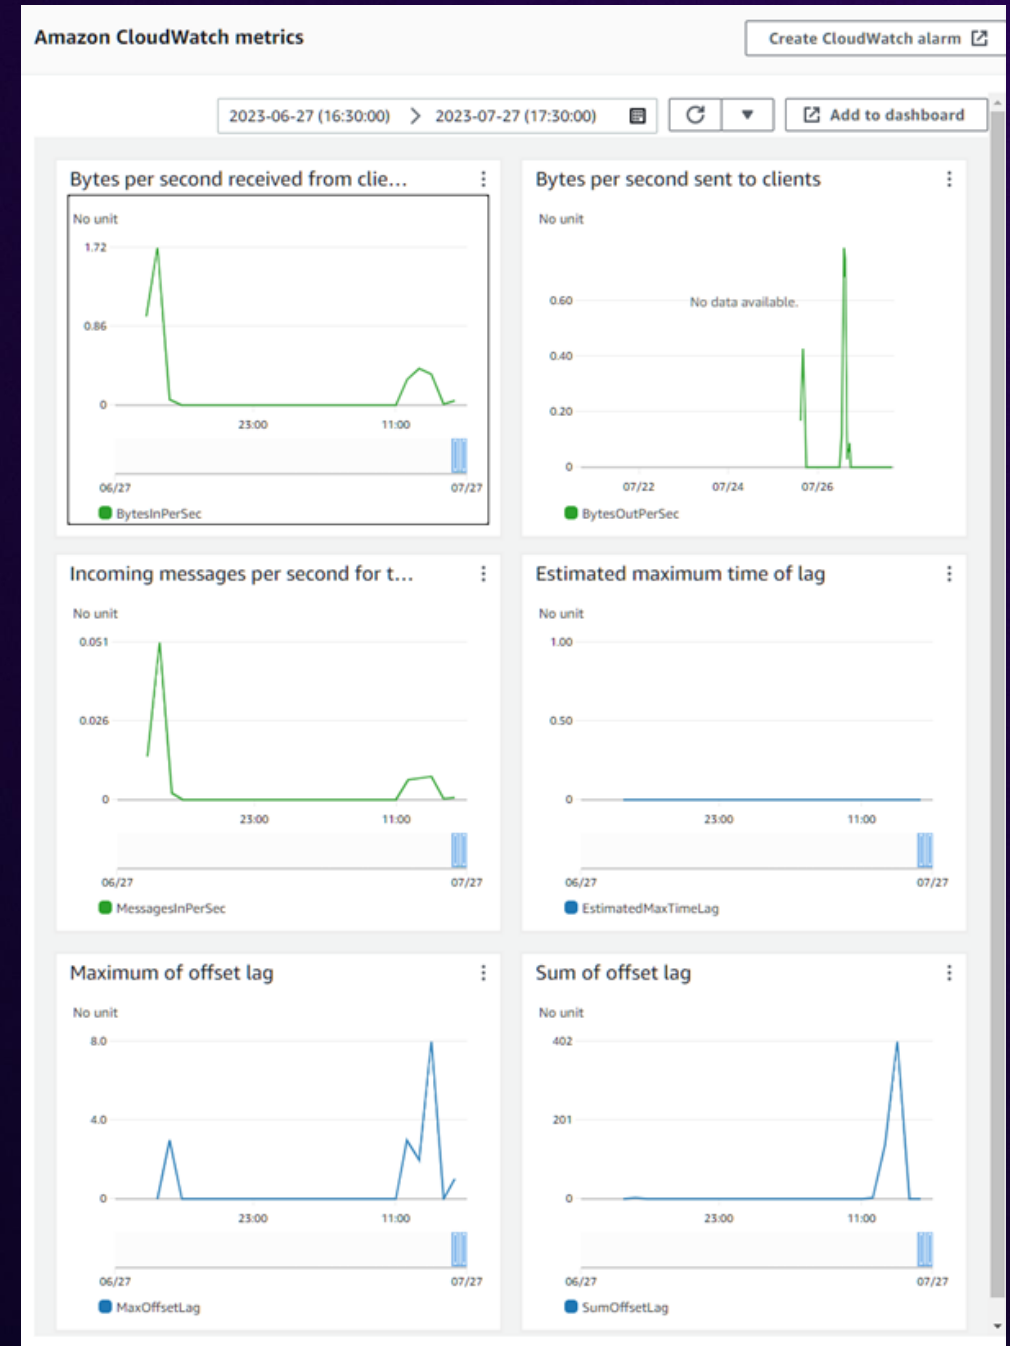 Amazon CloudWatch metrics
Create CloudWatch alarm
2023-06-27 (16:30:00) > 2023-07-27 (17:30:00)
Add to dashboard
Bytes per second received from clie...
No unit
1.72
0.86
0
23:00 11:00
06/27 07/27
BytesInPerSec
Bytes per second sent to clients
No unit
No data available.
0.60
0.40
0.20
0
07/22 07/24 07/26
BytesOutPerSec
Incoming messages per second for t...
No unit
0.051
0.026
0
23:00 11:00
06/27 07/27
MessagesInPerSec
Estimated maximum time of lag
No unit
1.00
0.50
0
23:00 11:00
06/27 07/27
EstimatedMaxTimeLag
Maximum of offset lag
No unit
8.0
4.0
0
23:00 11:00
06/27 07/27
MaxOffsetLag
Sum of offset lag
No unit
402
201
0
23:00 11:00
06/27 07/27
SumOffsetLag